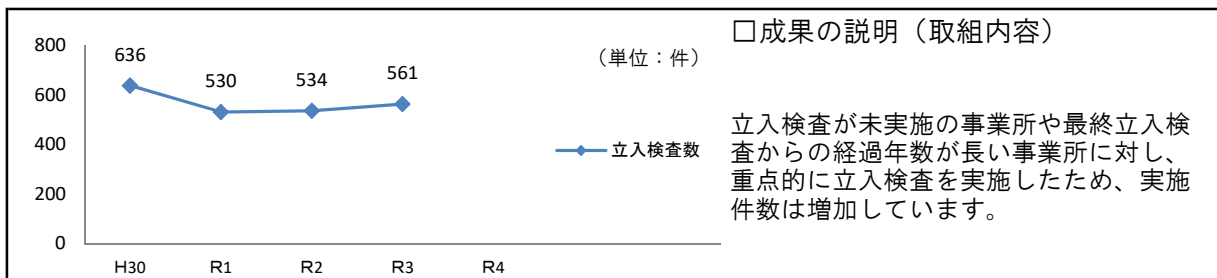 800
600
400
200
0
636
530
534
561
(単位：件)
立入検査数
H30
R1
R2
R3
R4
□成果の説明（取組内容）
立入検査が未実施の事業所や最終立入検
査からの経過年数が長い事業所に対し、
重点的に立入検査を実施したため、実施
件数は増加しています。